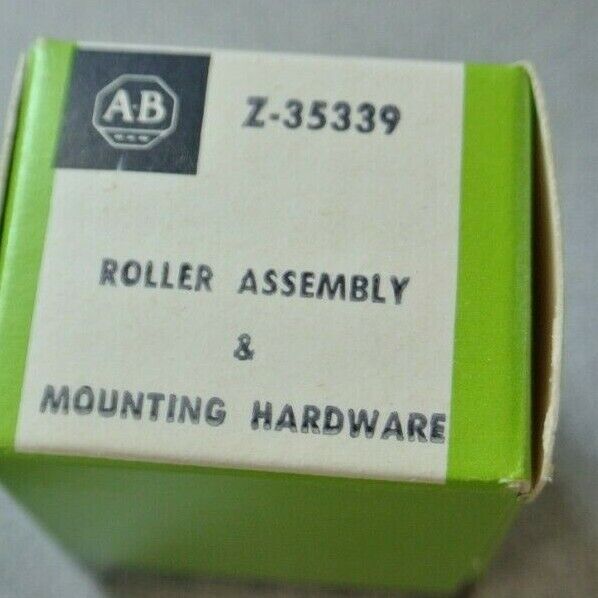 A-B
Z-35339
ROLLER ASSEMBLY
&
MOUNTING HARDWARE